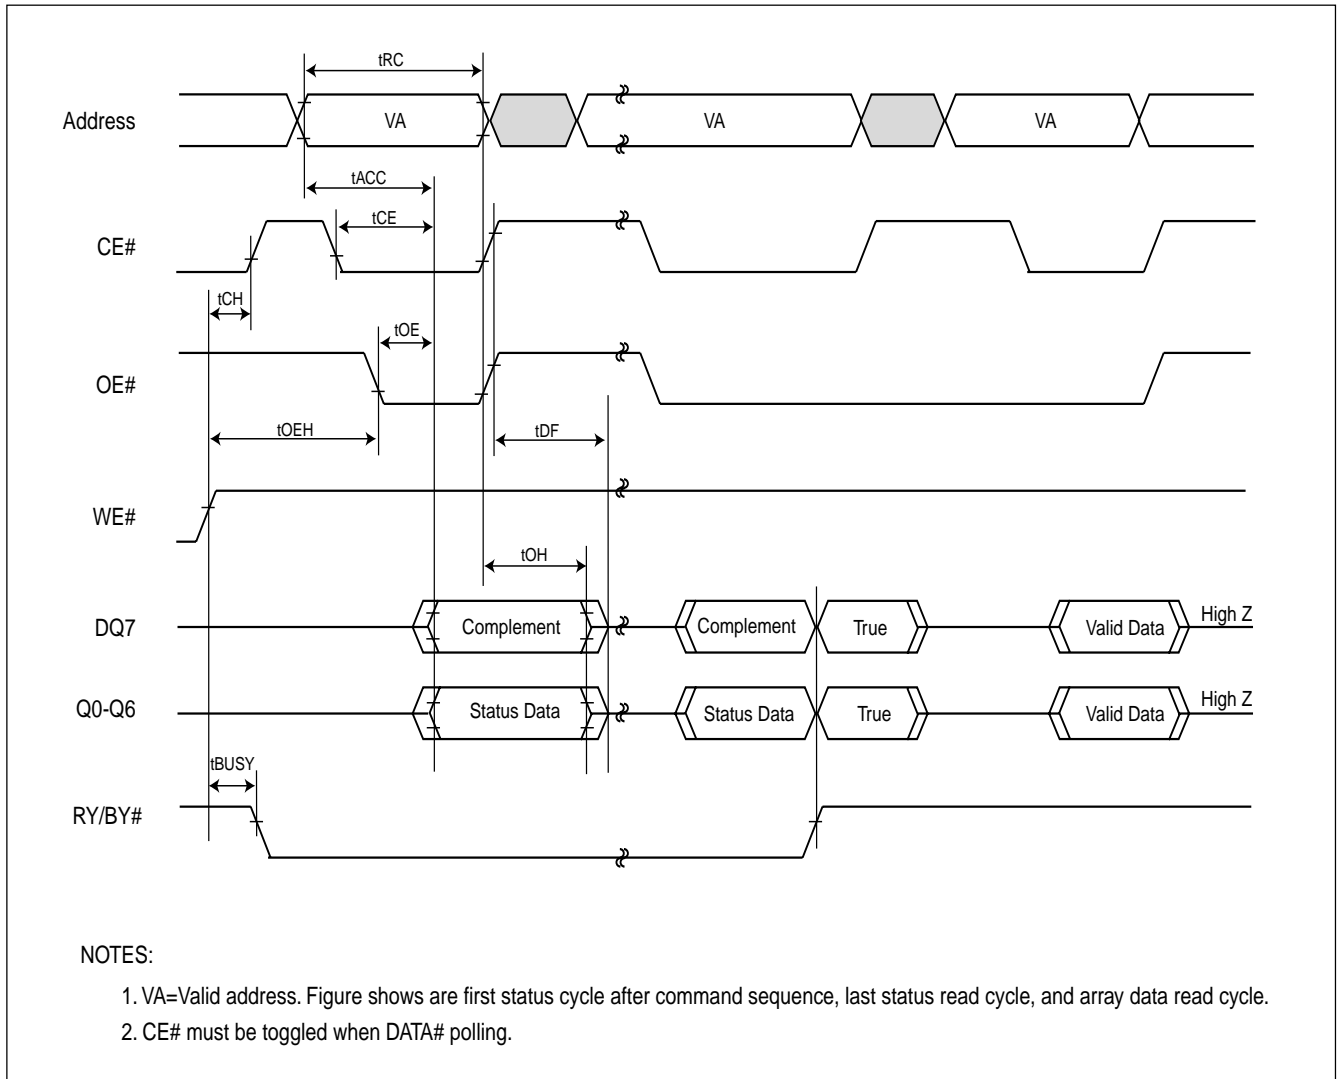 tRC
Address VA VA VA
tACC
tCE
CE#
tCH
tOE
OE#
tOEH tDF
WE#
tOH
DQ7 Complement Complement True Valid Data High Z
Q0-Q6 Status Data Status Data True Valid Data High Z
tBUSY
RY/BY#
NOTES:
1. VA=Valid address. Figure shows are first status cycle after command sequence, last status read cycle, and array data read cycle.
2. CE# must be toggled when DATA# polling.